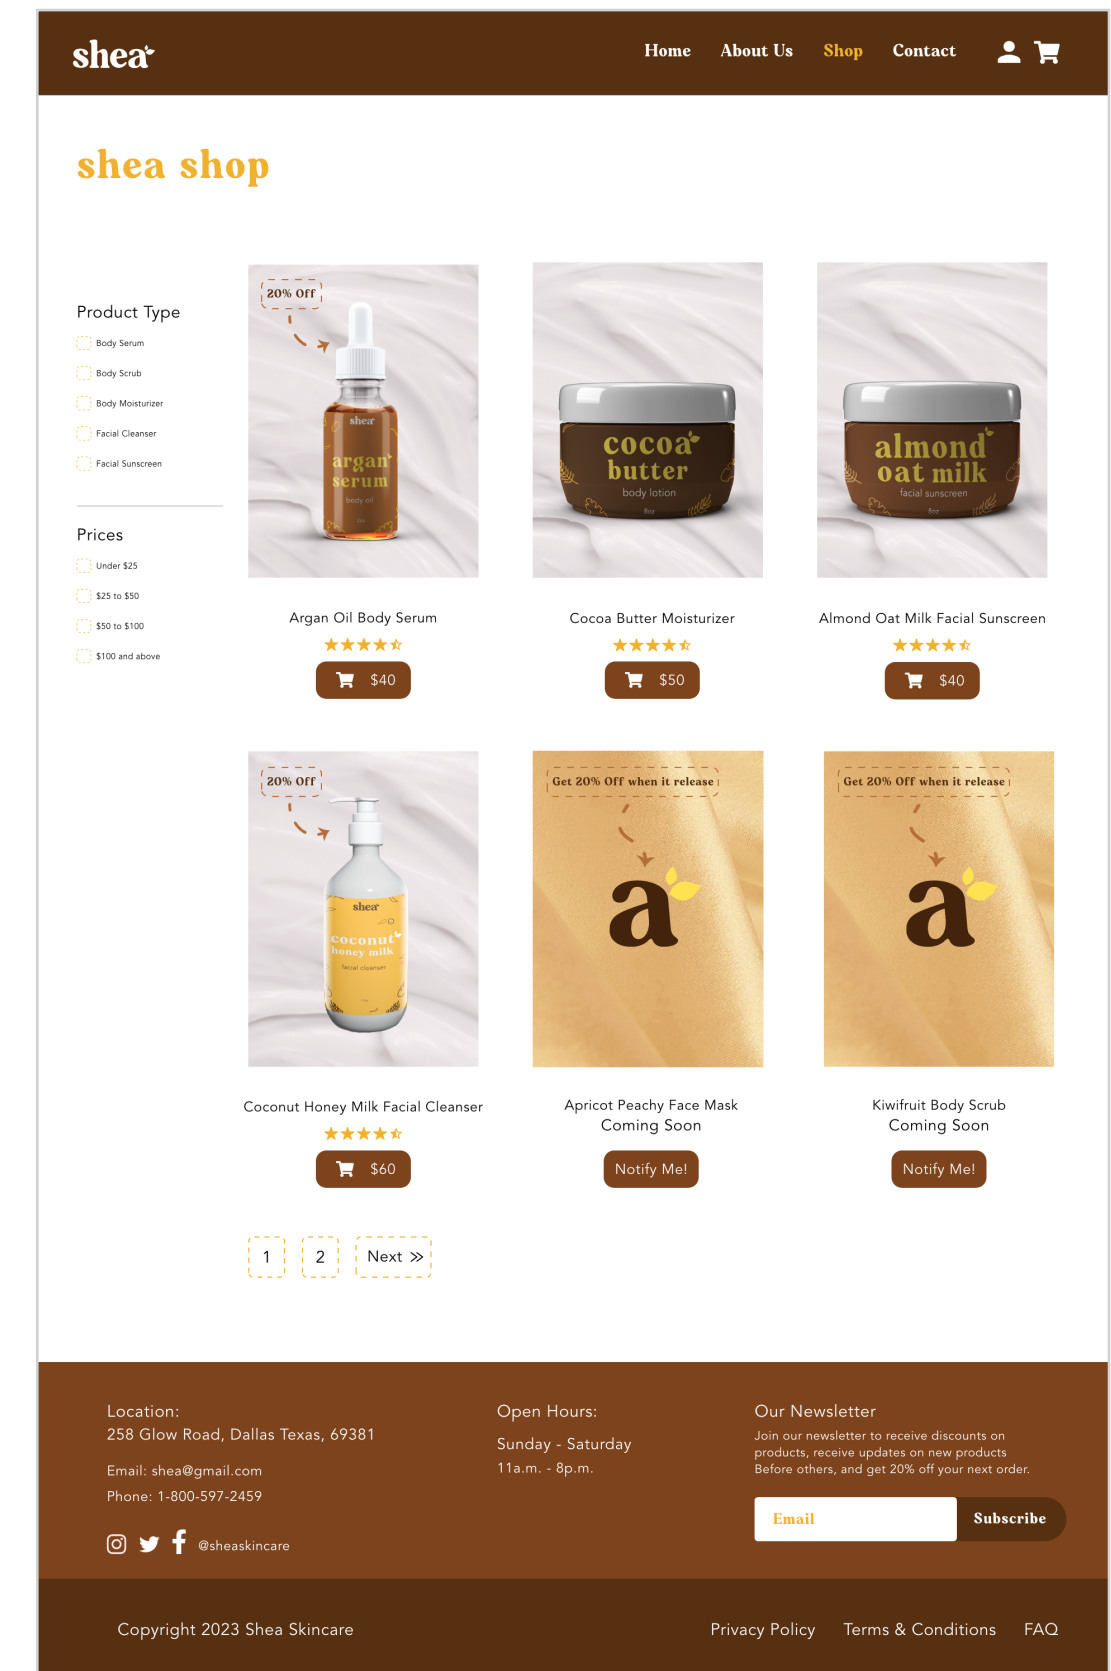 shea
Home About Us Shop Contact
shea shop
Product Type
Body Serum
Body Scrub
Body Moisturizer
Facial Cleanser
Facial Sunscreen
Prices
Under $25
$25 to $50
$50 to $100
$100 and above
20% Off
shea
argan
serum
body oil
2oz
Argan Oil Body Serum
$40
cocoa
butter
body lotion
8oz
Cocoa Butter Moisturizer
$50
almond
oat milk
facial sunscreen
8oz
Almond Oat Milk Facial Sunscreen
$40
20% Off
shea
coconut
honey milk
facial cleanser
Coconut Honey Milk Facial Cleanser
$60
Get 20% Off when it release
a
Apricot Peachy Face Mask
Coming Soon
Notify Me!
Get 20% Off when it release
a
Kiwifruit Body Scrub
Coming Soon
Notify Me!
1 2 Next >>
Location:
258 Glow Road, Dallas Texas, 69381
Email: shea@gmail.com
Phone: 1-800-597-2459
@sheaskincare
Open Hours:
Sunday - Saturday
11a.m. - 8p.m.
Our Newsletter
Join our newsletter to receive discounts on
products, receive updates on new products
Before others, and get 20% off your next order.
Email Subscribe
Copyright 2023 Shea Skincare
Privacy Policy Terms & Conditions FAQ